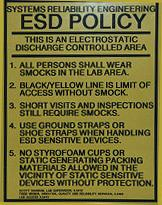 SYSTEMS RELIABILITY ENGINEERING
ESD POLICY
THIS IS AN ELECTROSTATIC
DISCHARGE CONTROLLED AREA
1. ALL PERSONS SHALL WEAR
SMOCKS IN THE LAB AREA.
2. BLACK/YELLOW LINE IS LIMIT OF
ACCESS WITHOUT SMOCK.
3. SHORT VISITS AND INSPECTIONS
STILL REQUIRE SMOCKS.
4. USE GROUND STRAPS OR
SHOE STRAPS WHEN HANDLING
ESD SENSITIVE DEVICES.
5. NO STYROFOAM CUPS OR
STATIC GENERATING PACKING
MATERIALS ALLOWED IN THE
VICINITY OF STATIC SENSITIVE
DEVICES WITHOUT PROTECTION.